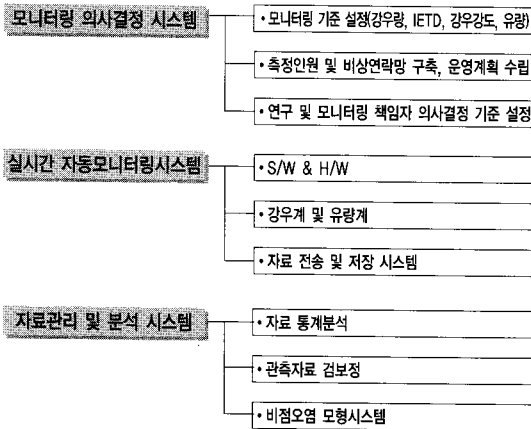 모니터링 의사결정 시스템
• 모니터링 기준 설정(강우량, IETD, 강우강도, 유량)
• 측정인원 및 비상연락망 구축, 운영계획 수립
• 연구 및 모니터링 책임자 의사결정 기준 설정
실시간 자동모니터링시스템
• S/W & H/W
• 강우계 및 유량계
• 자료 전송 및 저장 시스템
자료관리 및 분석 시스템
• 자료 통계분석
• 관측자료 검보정
• 비점오염 모형시스템